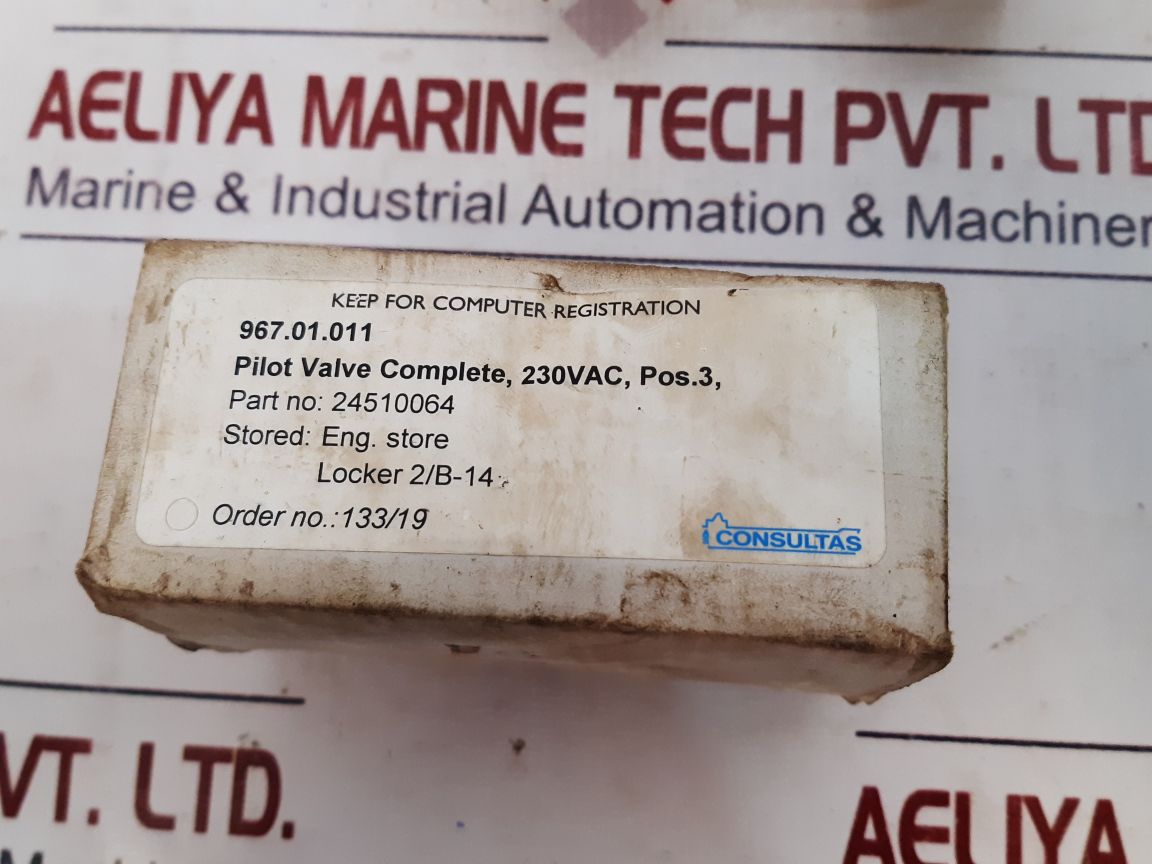 AELIYA MARINE TECH PVT. LTD
Marine & Industrial Automation & Machiner
KEEP FOR COMPUTER REGISTRATION
967.01.011
Pilot Valve Complete, 230VAC, Pos.3,
Part no: 24510064
Stored: Eng. store
Locker 2/B-14
Order no.:133/19
CONSULTAS
VT. LTD.
AELIYA